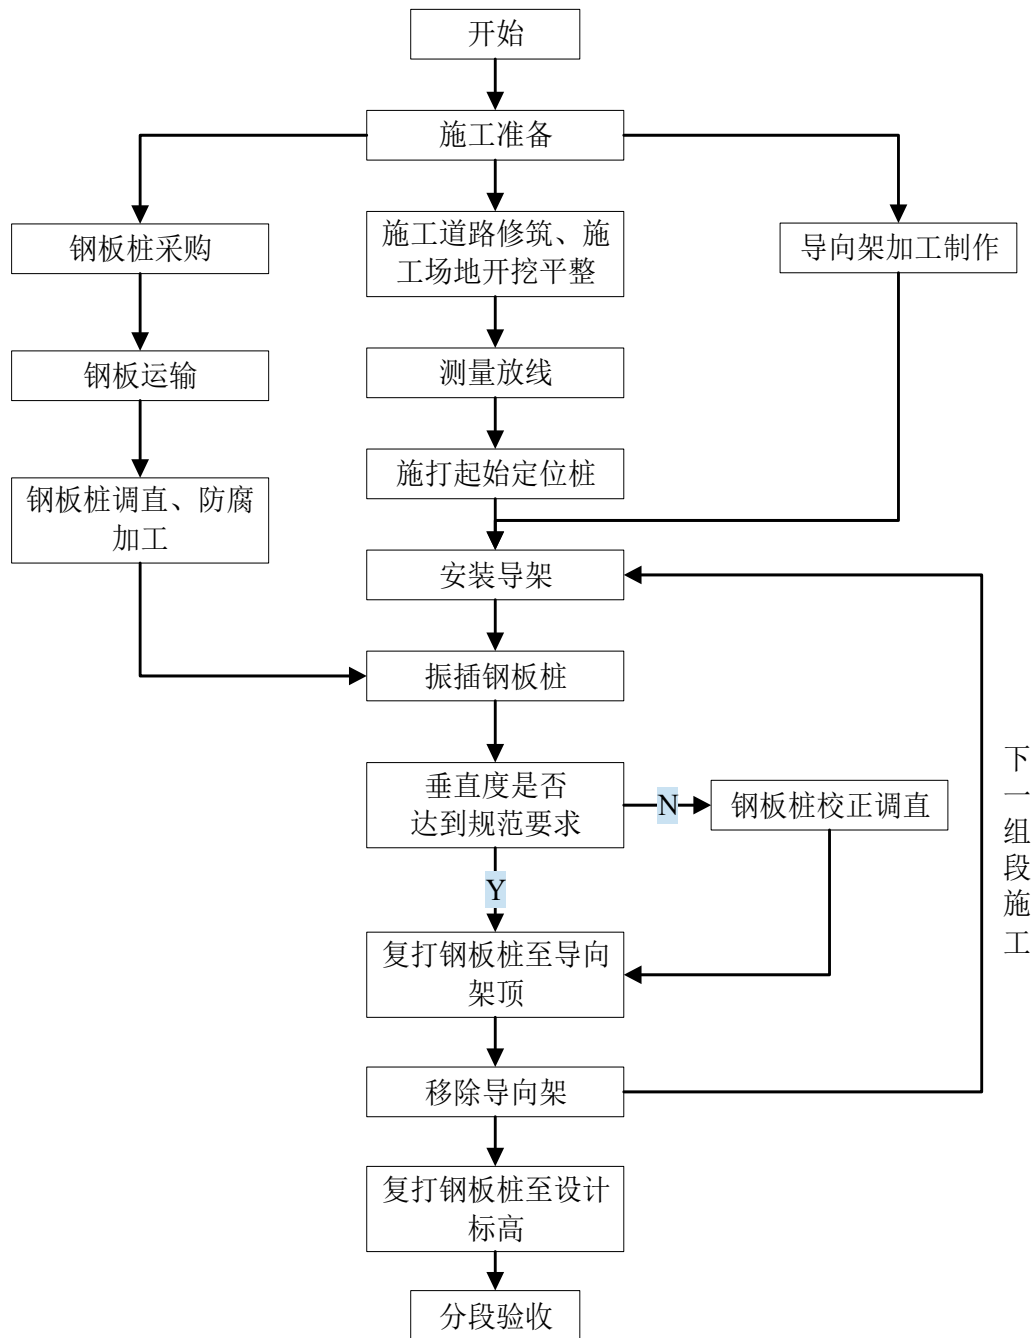 开始
施工准备
钢板桩采购
施工道路修筑、施
工场地开挖平整
导向架加工制作
钢板运输
测量放线
钢板桩调直、防腐
加工
施打起始定位桩
安装导架
振插钢板桩
垂直度是否
达到规范要求
N
钢板桩校正调直
下一组段施工
Y
复打钢板桩至导向
架顶
移除导向架
复打钢板桩至设计
标高
分段验收